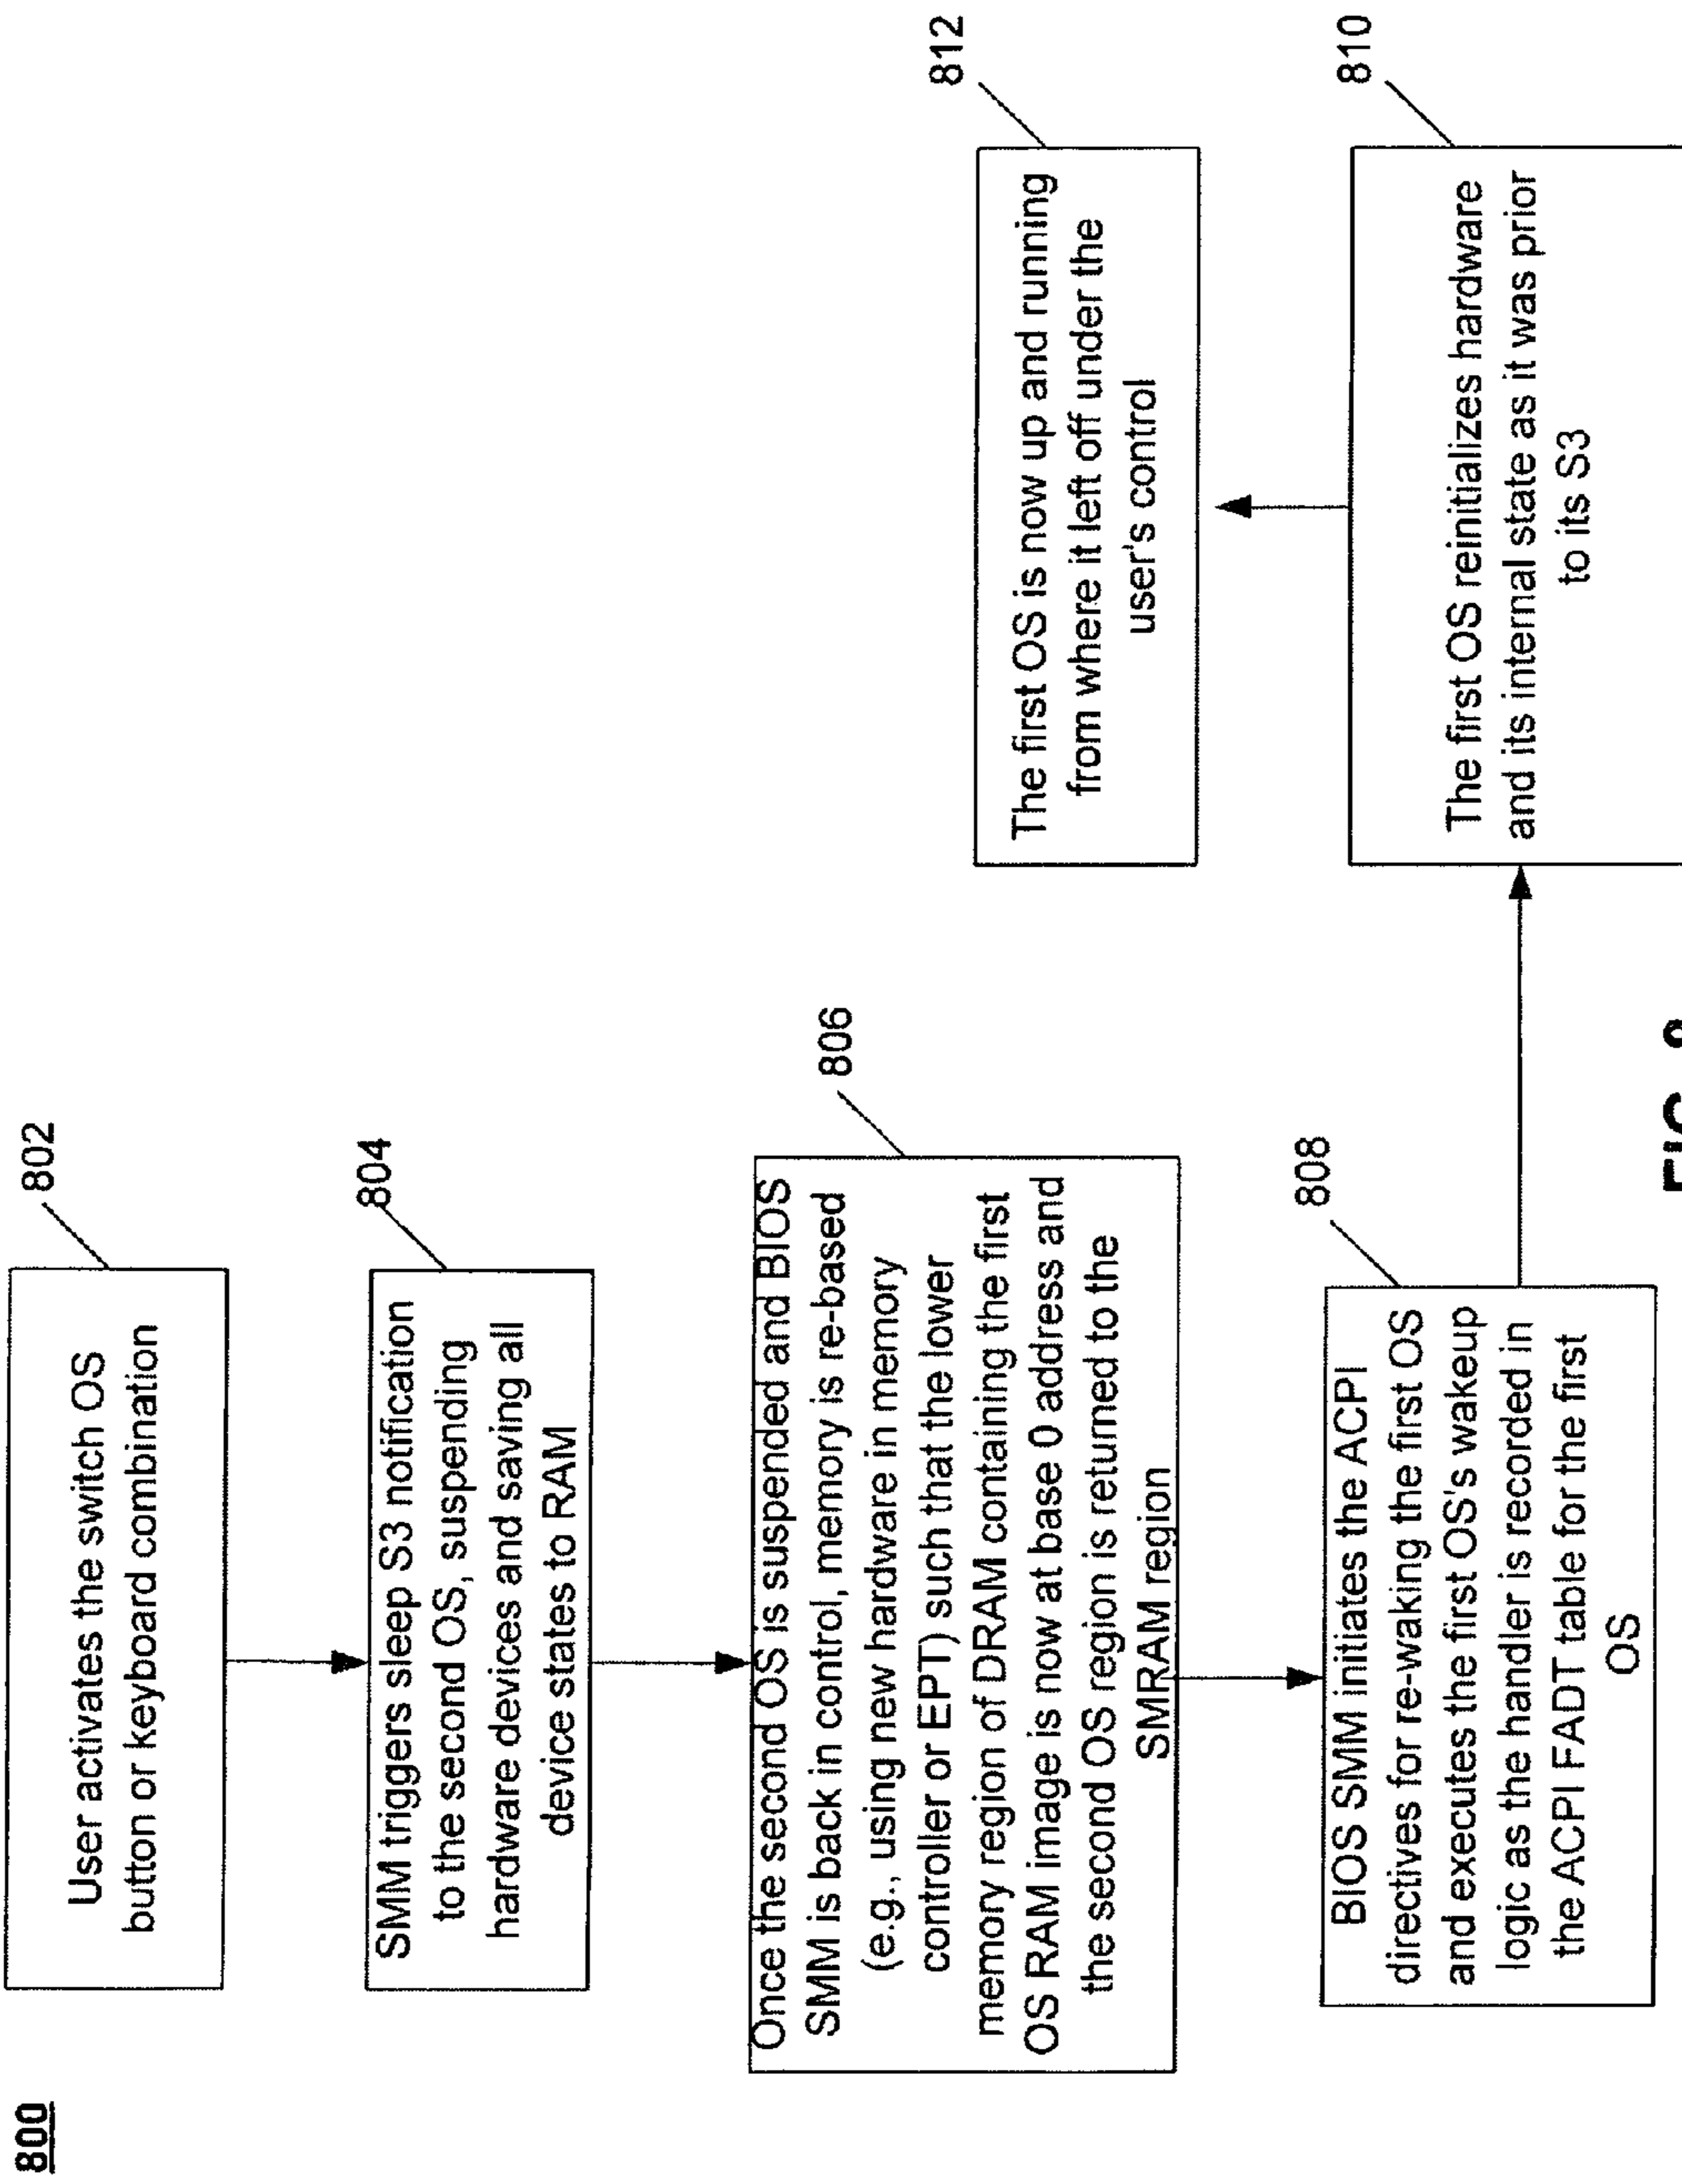 800
802
User activates the switch OS
button or keyboard combination
804
SMM triggers sleep S3 notification
to the second OS, suspending
hardware devices and saving all
device states to RAM
806
Once the second OS is suspended and BIOS
SMM is back in control, memory is re-based
(e.g., using new hardware in memory
controller or EPT) such that the lower
memory region of DRAM containing the first
OS RAM image is now at base 0 address and
the second OS region is returned to the
SMRAM region
808
BIOS SMM initiates the ACPI
directives for re-waking the first OS
and executes the first OS's wakeup
logic as the handler is recorded in
the ACPI FADT table for the first
OS
810
The first OS reinitializes hardware
and its internal state as it was prior
to its S3
812
The first OS is now up and running
from where it left off under the
user's control